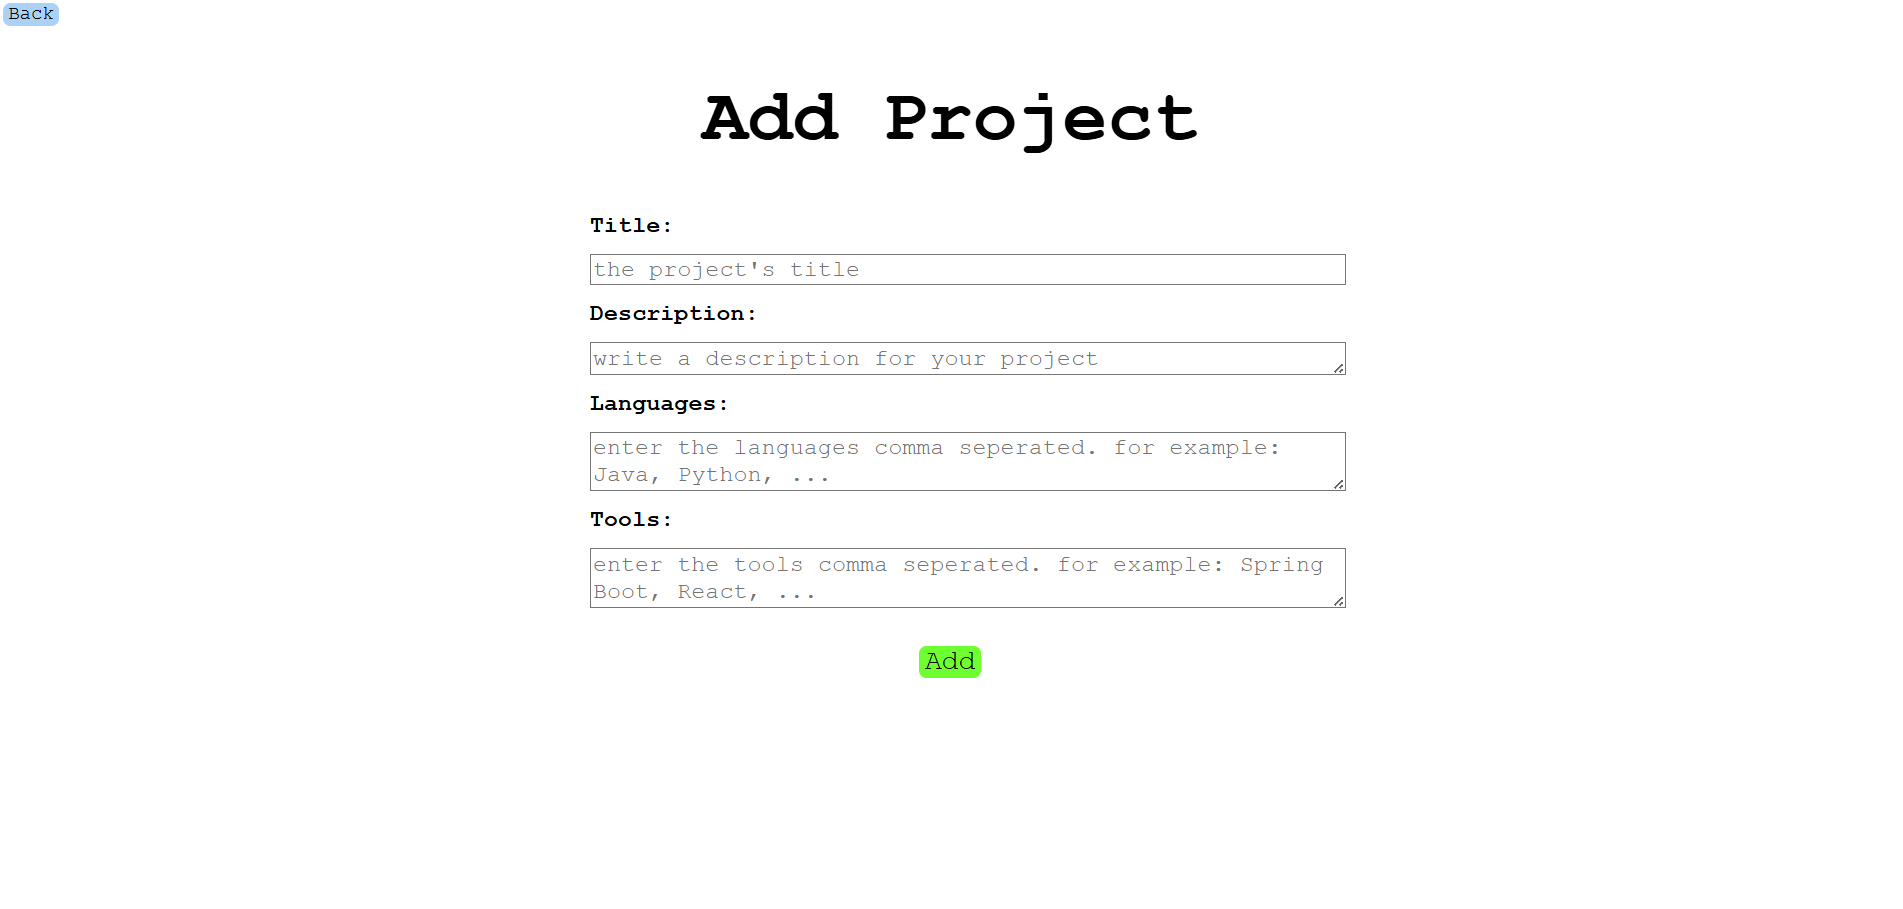 Back
Add Project
Title:
the project's title
Description:
write a description for your project
Languages:
enter the languages comma seperated. for example:
Java, Python, ...
Tools:
enter the tools comma seperated. for example: Spring
Boot, React, ...
Add